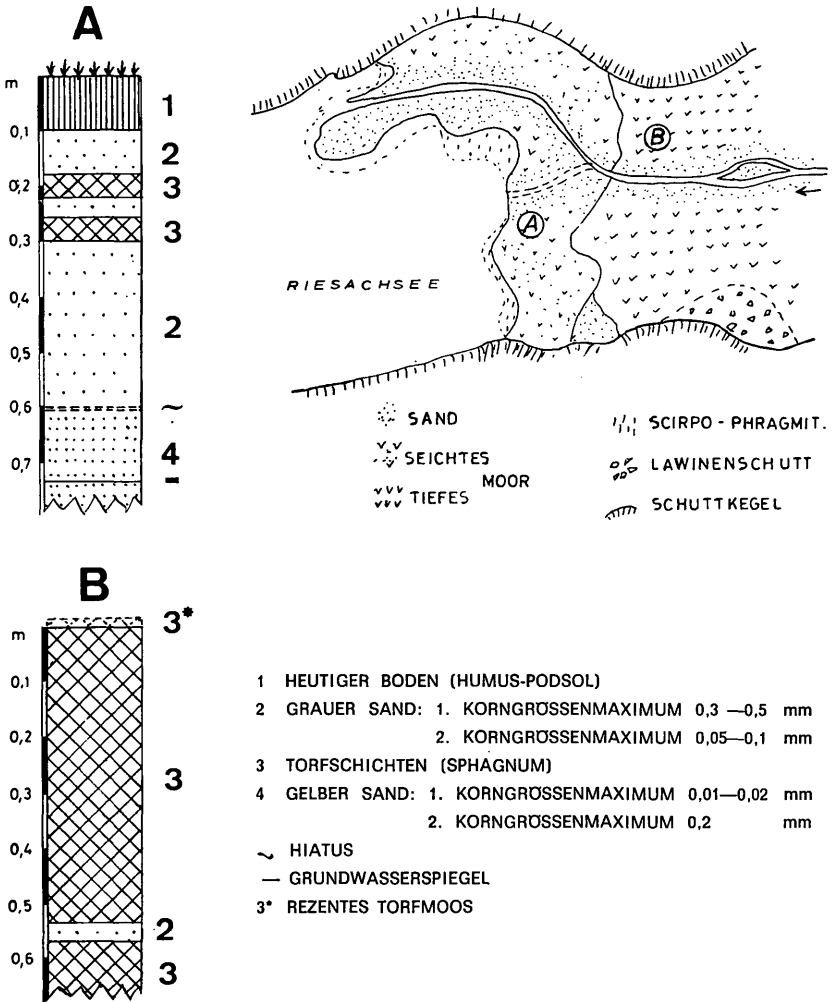 A
m
0,1
0,2
0,3
0,4
0,5
0,6
0,7
1
2
3
3
2
~
4
-
B
A
RIESACHSEE
SAND
SEICHTES
MOOR
TIEFES
SCIRPO - PHRAGMIT.
LAWINENSCHUTT
SCHUTTKEGEL
B
m
0,1
0,2
0,3
0,4
0,5
0,6
3*
3
2
3
1 HEUTIGER BODEN (HUMUS-PODSOL)
2 GRAUER SAND: 1. KORNGRÖSSENMAXIMUM 0,3 —0,5 mm
2. KORNGRÖSSENMAXIMUM 0,05—0,1 mm
3 TORFSCHICHTEN (SPHAGNUM)
4 GELBER SAND: 1. KORNGRÖSSENMAXIMUM 0,01—0,02 mm
2. KORNGRÖSSENMAXIMUM 0,2 mm
~ HIATUS
— GRUNDWASSERSPIEGEL
3* REZENTES TORFMOOS